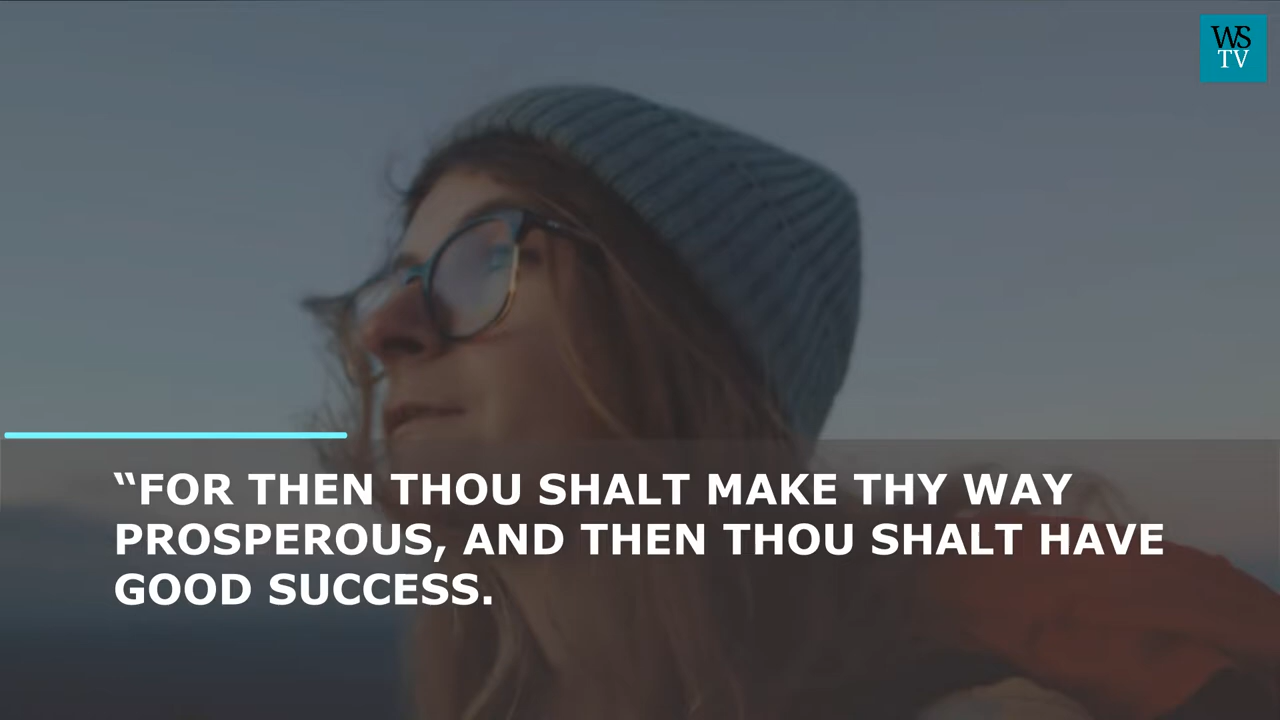 WS
TV
“FOR THEN THOU SHALT MAKE THY WAY
PROSPEROUS, AND THEN THOU SHALT HAVE
GOOD SUCCESS.